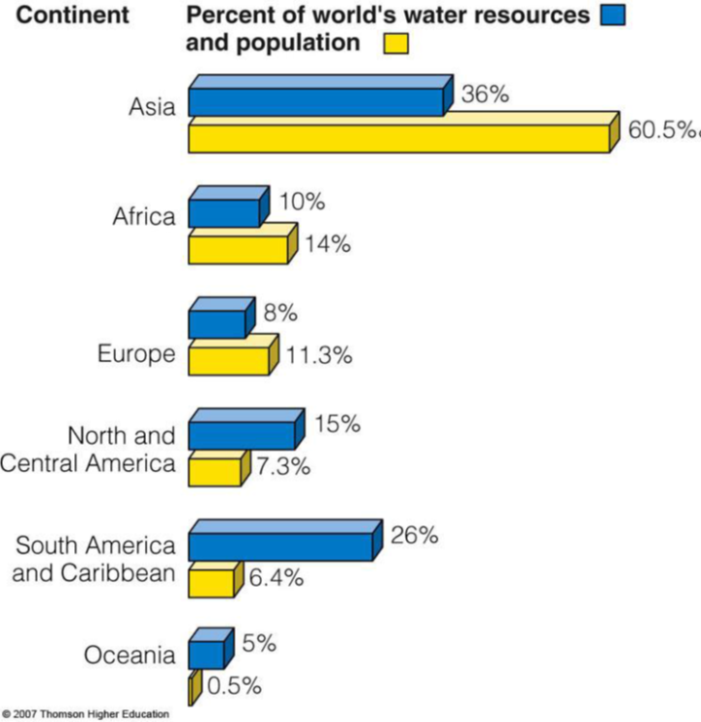 Continent
Percent of world's water resources
and population
Asia
36%
60.5%
Africa
10%
14%
Europe
8%
11.3%
North and
Central America
15%
7.3%
South America
and Caribbean
26%
6.4%
Oceania
5%
0.5%
© 2007 Thomson Higher Education